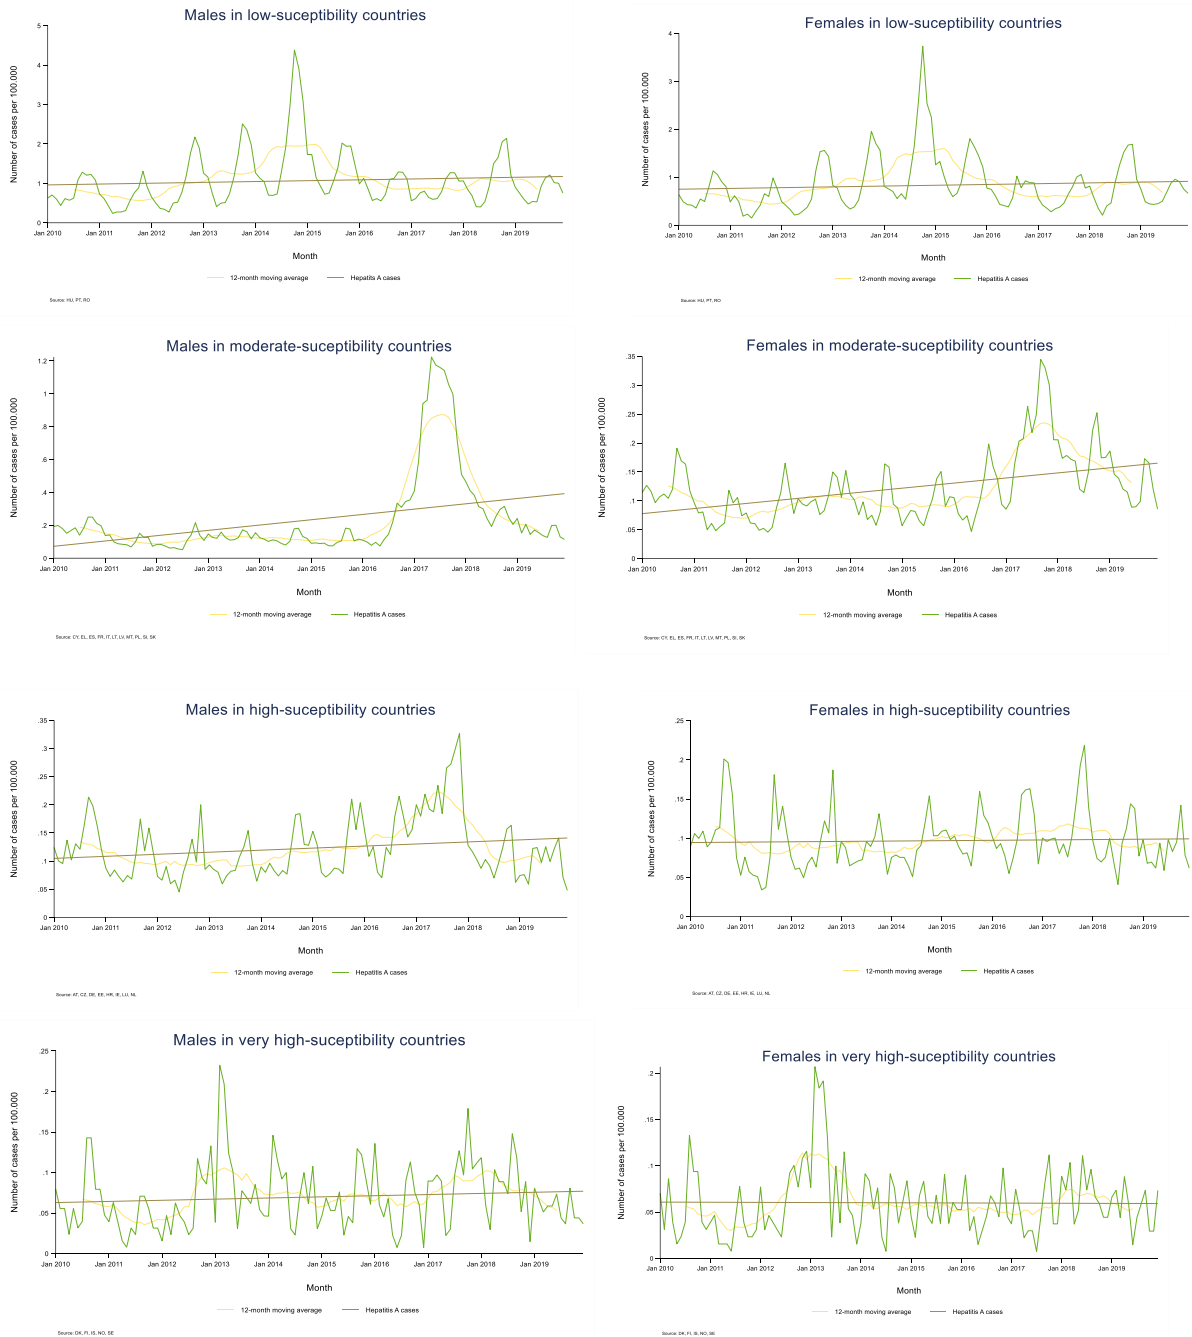 Males in low-suceptibility countries
Number of cases per 100.000
5
4
3
2
1
0
Jan 2010 Jan 2011 Jan 2012 Jan 2013 Jan 2014 Jan 2015 Jan 2016 Jan 2017 Jan 2018 Jan 2019
Month
12-month moving average Hepatitis A cases
Source: HU, PT, RO
Females in low-suceptibility countries
Number of cases per 100.000
4
3
2
1
0
Jan 2010 Jan 2011 Jan 2012 Jan 2013 Jan 2014 Jan 2015 Jan 2016 Jan 2017 Jan 2018 Jan 2019
Month
12-month moving average Hepatitis A cases
Source: HU, PT, RO
Males in moderate-suceptibility countries
Number of cases per 100.000
1.2
1
.8
.6
.4
.2
0
Jan 2010 Jan 2011 Jan 2012 Jan 2013 Jan 2014 Jan 2015 Jan 2016 Jan 2017 Jan 2018 Jan 2019
Month
12-month moving average Hepatitis A cases
Source: CY, EL, ES, FR, IT, LT, LV, MT, PL, SI, SK
Females in moderate-suceptibility countries
Number of cases per 100.000
.35
.3
.25
.2
.15
.1
.05
0
Jan 2010 Jan 2011 Jan 2012 Jan 2013 Jan 2014 Jan 2015 Jan 2016 Jan 2017 Jan 2018 Jan 2019
Month
12-month moving average Hepatitis A cases
Source: CY, EL, ES, FR, IT, LT, LV, MT, PL, SI, SK
Males in high-suceptibility countries
Number of cases per 100.000
.35
.3
.25
.2
.15
.1
.05
0
Jan 2010 Jan 2011 Jan 2012 Jan 2013 Jan 2014 Jan 2015 Jan 2016 Jan 2017 Jan 2018 Jan 2019
Month
12-month moving average Hepatitis A cases
Source: AT, CZ, DE, EE, HR, IE, LU, NL
Females in high-suceptibility countries
Number of cases per 100.000
.25
.2
.15
.1
.05
0
Jan 2010 Jan 2011 Jan 2012 Jan 2013 Jan 2014 Jan 2015 Jan 2016 Jan 2017 Jan 2018 Jan 2019
Month
12-month moving average Hepatitis A cases
Source: AT, CZ, DE, EE, HR, IE, LU, NL
Males in very high-suceptibility countries
Number of cases per 100.000
.25
.2
.15
.1
.05
0
Jan 2010 Jan 2011 Jan 2012 Jan 2013 Jan 2014 Jan 2015 Jan 2016 Jan 2017 Jan 2018 Jan 2019
Month
12-month moving average Hepatitis A cases
Source: DK, FI, IS, NO, SE
Females in very high-suceptibility countries
Number of cases per 100.000
.2
.15
.1
.05
0
Jan 2010 Jan 2011 Jan 2012 Jan 2013 Jan 2014 Jan 2015 Jan 2016 Jan 2017 Jan 2018 Jan 2019
Month
12-month moving average Hepatitis A cases
Source: DK, FI, IS, NO, SE